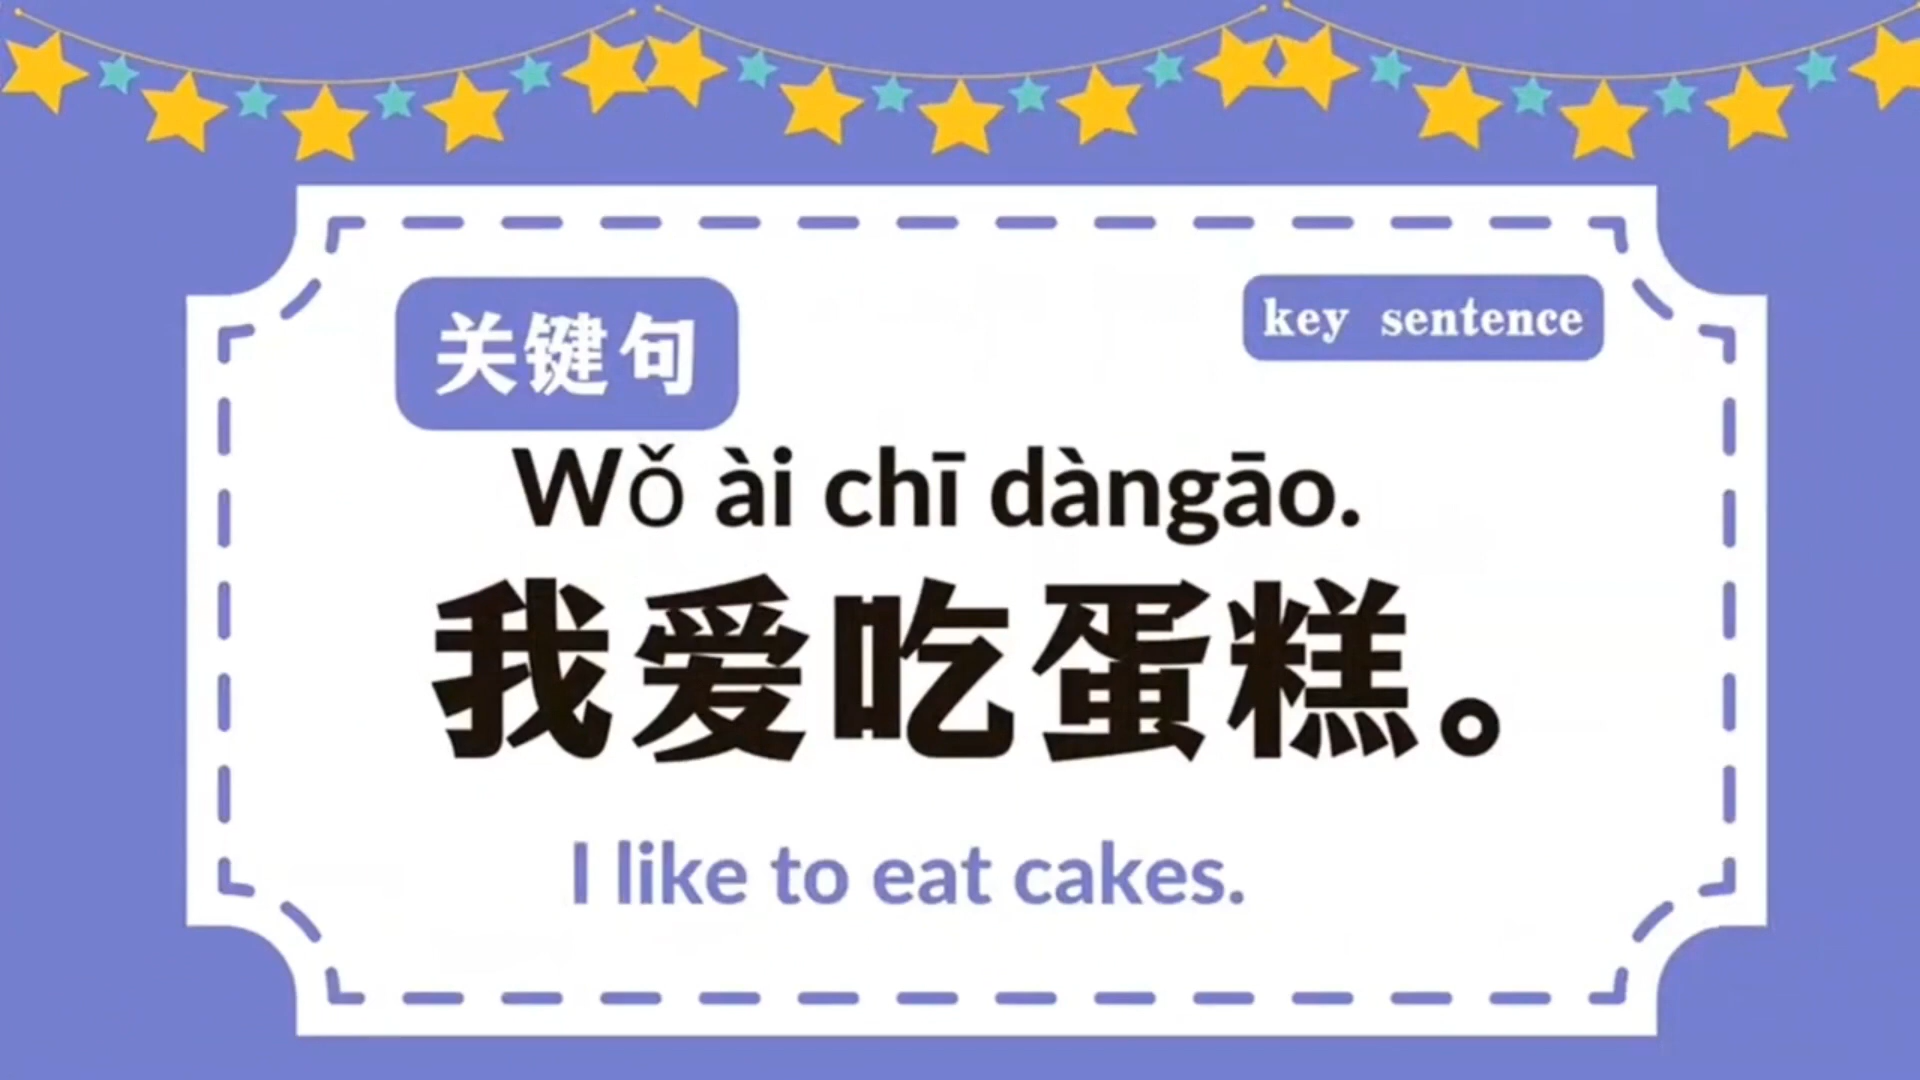 关键句
key sentence
Wǒ ài chī dàngāo.
我爱吃蛋糕。
I like to eat cakes.